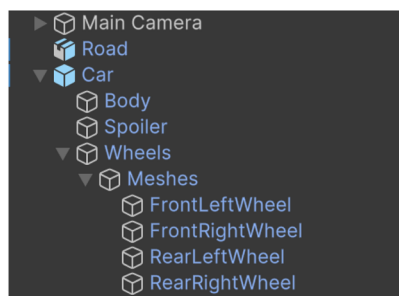 Main Camera
Road
Car
Body
Spoiler
Wheels
Meshes
FrontLeftWheel
FrontRightWheel
RearLeftWheel
RearRightWheel